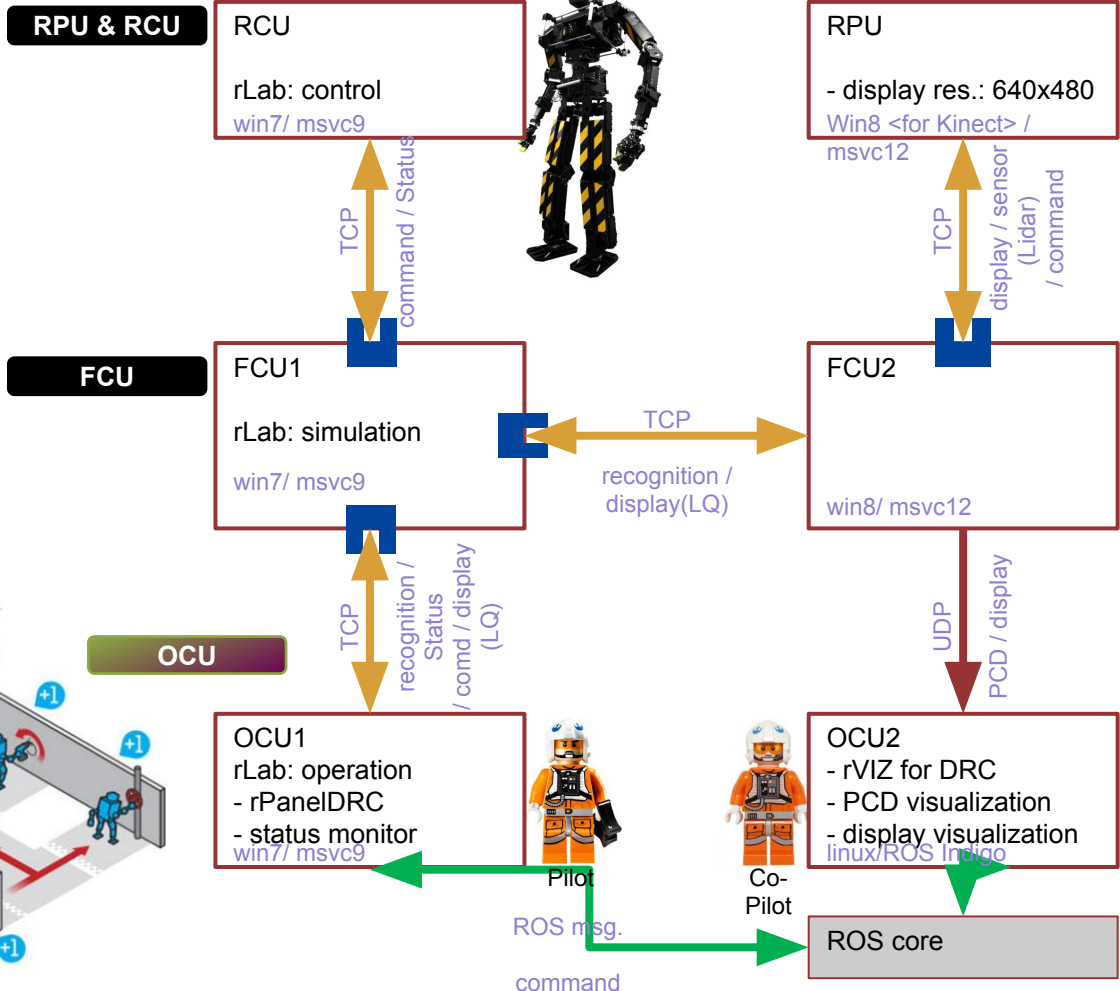 RPU & RCU
RCU
rLab: control
win7/ msvc9
RPU
- display res.: 640x480
Win8 <for Kinect> /
msvc12
TCP
command / Status
TCP
display / sensor
(Lidar)
/ command
FCU
FCU1
rLab: simulation
win7/ msvc9
TCP
recognition /
display(LQ)
FCU2
win8/ msvc12
TCP
recognition /
Status
/ comd / display
(LQ)
UDP
PCD / display
OCU
+1
+1
+1
OCU1
rLab: operation
- rPanelDRC
- status monitor
win7/ msvc9
Pilot
Co-
Pilot
OCU2
- rVIZ for DRC
- PCD visualization
- display visualization
linux/ROS Indigo
ROS msg.
command
ROS core